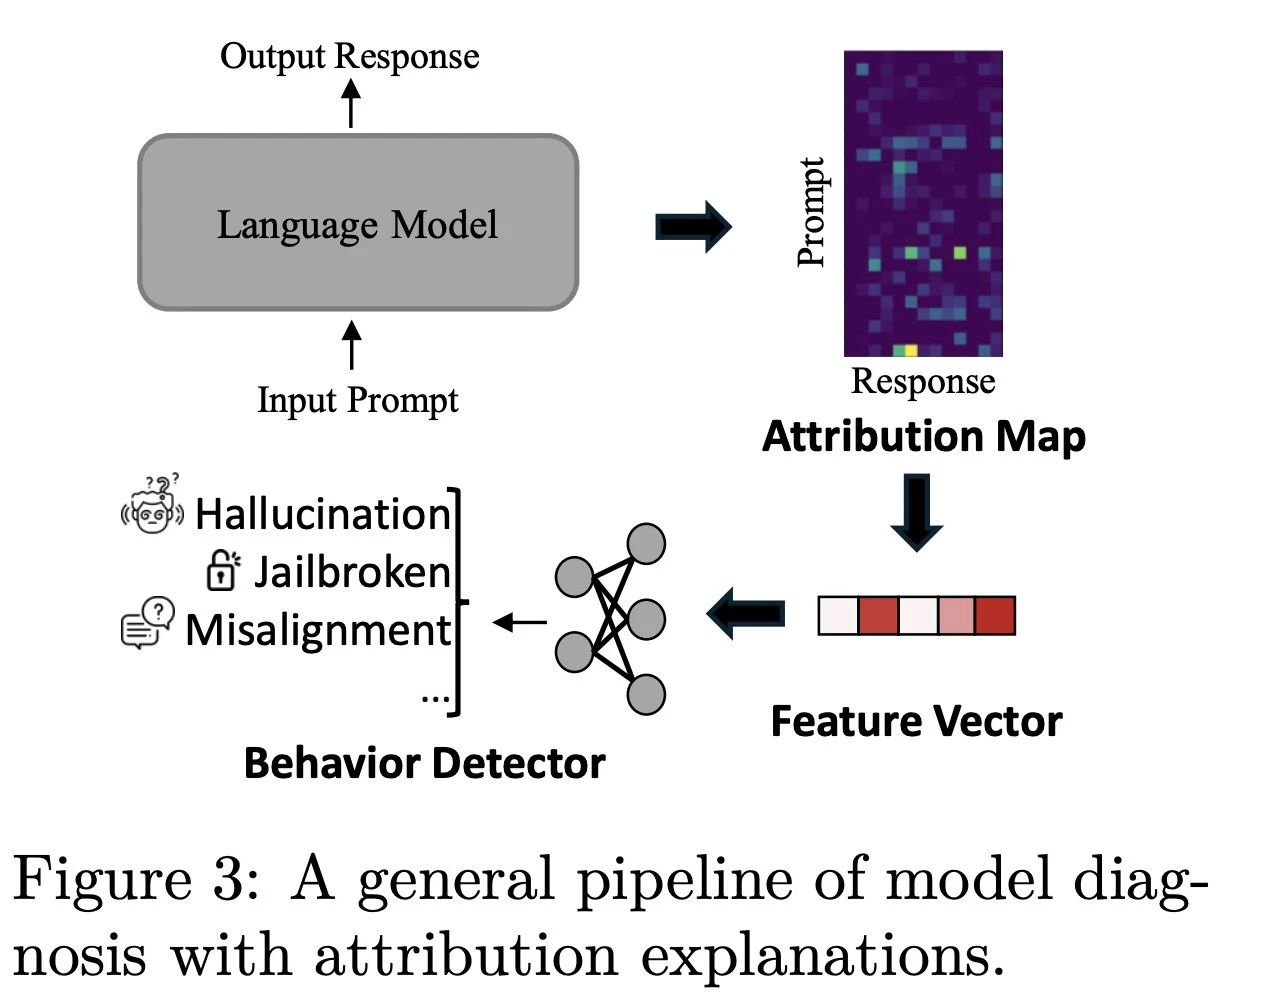 Output Response
Language Model
Input Prompt
Prompt
Response
Attribution Map
Feature Vector
???
Hallucination
Jailbroken
?
Misalignment
...
Behavior Detector
Figure 3: A general pipeline of model diag-
nosis with attribution explanations.